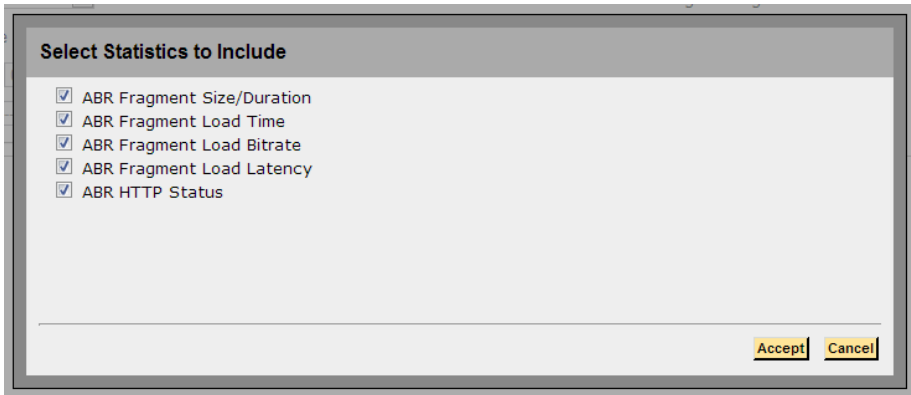 Select Statistics to Include
ABR Fragment Size/Duration
ABR Fragment Load Time
ABR Fragment Load Bitrate
ABR Fragment Load Latency
ABR HTTP Status
Accept Cancel